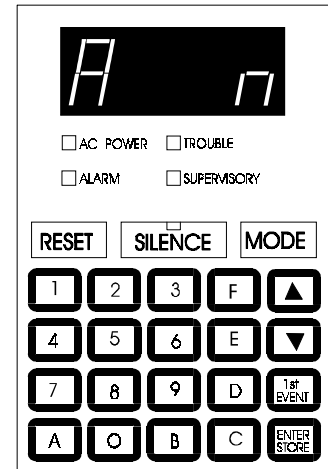 A n
AC POWER TROUBLE
ALARM SUPERVISORY
RESET SILENCE MODE
1 2 3 F ▲
4 5 6 E ▼
7 8 9 D 1st EVENT
A 0 B C ENTER STORE